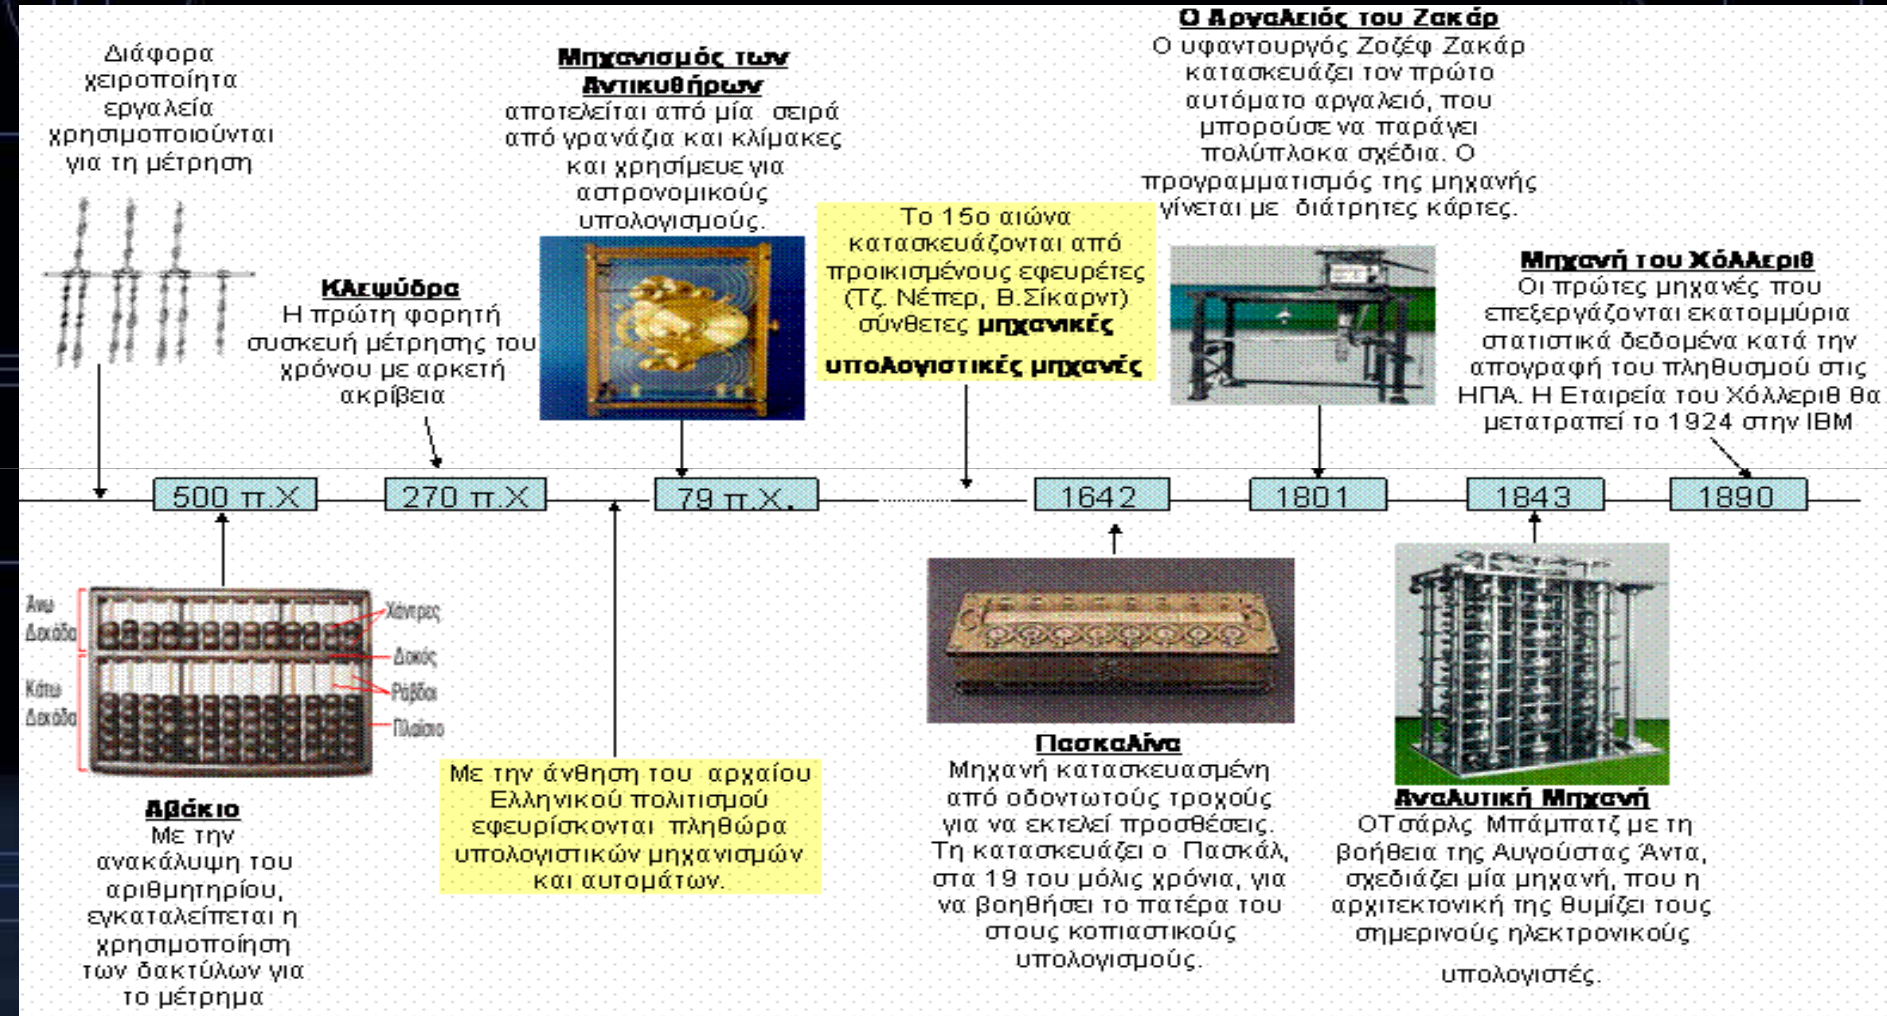 Διάφορα
χειροποίητα
εργαλεία
χρησιμοποιούνται
για τη μέτρηση
Κλεψύδρα
Η πρώτη φορητή
συσκευή μέτρησης του
χρόνου με αρκετή
ακρίβεια
Μηχανισμός των
Αντικυθήρων
αποτελείται από μία σειρά
από γρανάζια και κλίμακες
και χρησίμευε για
αστρονομικούς
υπολογισμούς.
Το 15ο αιώνα
κατασκευάζονται από
προικισμένους εφευρέτες
(Τζ. Νέπερ, Β.Σίκαρντ)
σύνθετες μηχανικές
υπολογιστικές μηχανές
Ο Αργαλειός του Ζακάρ
Ο υφαντουργός Ζοζέφ Ζακάρ
κατασκευάζει τον πρώτο
αυτόματο αργαλειό, που
μπορούσε να παράγει
πολύπλοκα σχέδια. Ο
προγραμματισμός της μηχανής
γίνεται με διάτρητες κάρτες.
Μηχανή του Χόλλεριθ
Οι πρώτες μηχανές που
επεξεργάζονται εκατομμύρια
στατιστικά δεδομένα κατά την
απογραφή του πληθυσμού στις
ΗΠΑ. Η Εταιρεία του Χόλλεριθ θα
μετατραπεί το 1924 στην ΙΒΜ
500 π.Χ
270 π.Χ
79 π.Χ.
1642
1801
1843
1890
Άνω
Δεκάδα
Κάτω
Δεκάδα
Χάντρες
Δοκός
Ράβδοι
Πλαίσιο
Αβάκιο
Με την
ανακάλυψη του
αριθμητηρίου,
εγκαταλείπεται η
χρησιμοποίηση
των δακτύλων για
το μέτρημα
Με την άνθηση του αρχαίου
Ελληνικού πολιτισμού
εφευρίσκονται πληθώρα
υπολογιστικών μηχανισμών
και αυτομάτων.
Πασκαλίνα
Μηχανή κατασκευασμένη
από οδοντωτούς τροχούς
για να εκτελεί προσθέσεις.
Τη κατασκευάζει ο Πασκάλ,
στα 19 του μόλις χρόνια, για
να βοηθήσει το πατέρα του
στους κοπιαστικούς
υπολογισμούς.
Αναλυτική Μηχανή
ΟΤσάρλς Μπάμπατζ με τη
βοήθεια της Αυγούστας Άντα,
σχεδιάζει μία μηχανή, που η
αρχιτεκτονική της θυμίζει τους
σημερινούς ηλεκτρονικούς
υπολογιστές.